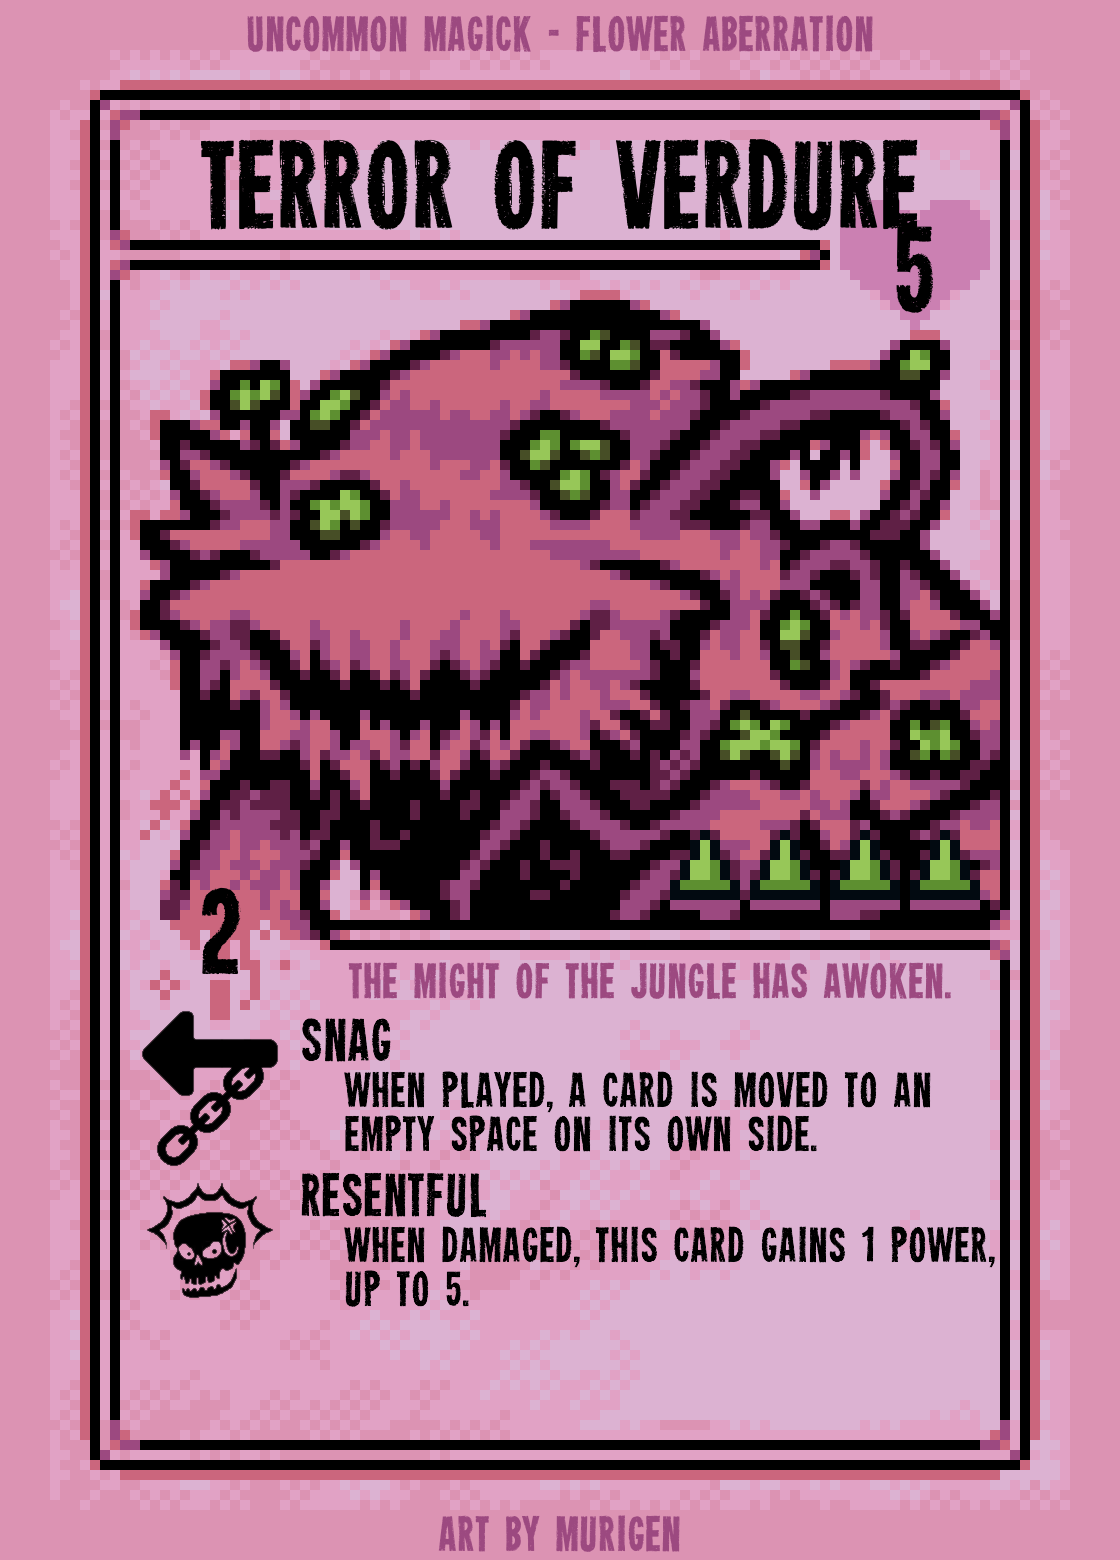 UNCOMMON MAGICK - FLOWER ABERRATION
TERROR OF VERDURE
5
2
THE MIGHT OF THE JUNGLE HAS AWOKEN.
SNAG
WHEN PLAYED, A CARD IS MOVED TO AN
EMPTY SPACE ON ITS OWN SIDE.
RESENTFUL
WHEN DAMAGED, THIS CARD GAINS 1 POWER,
UP TO 5.
ART BY MURIGEN